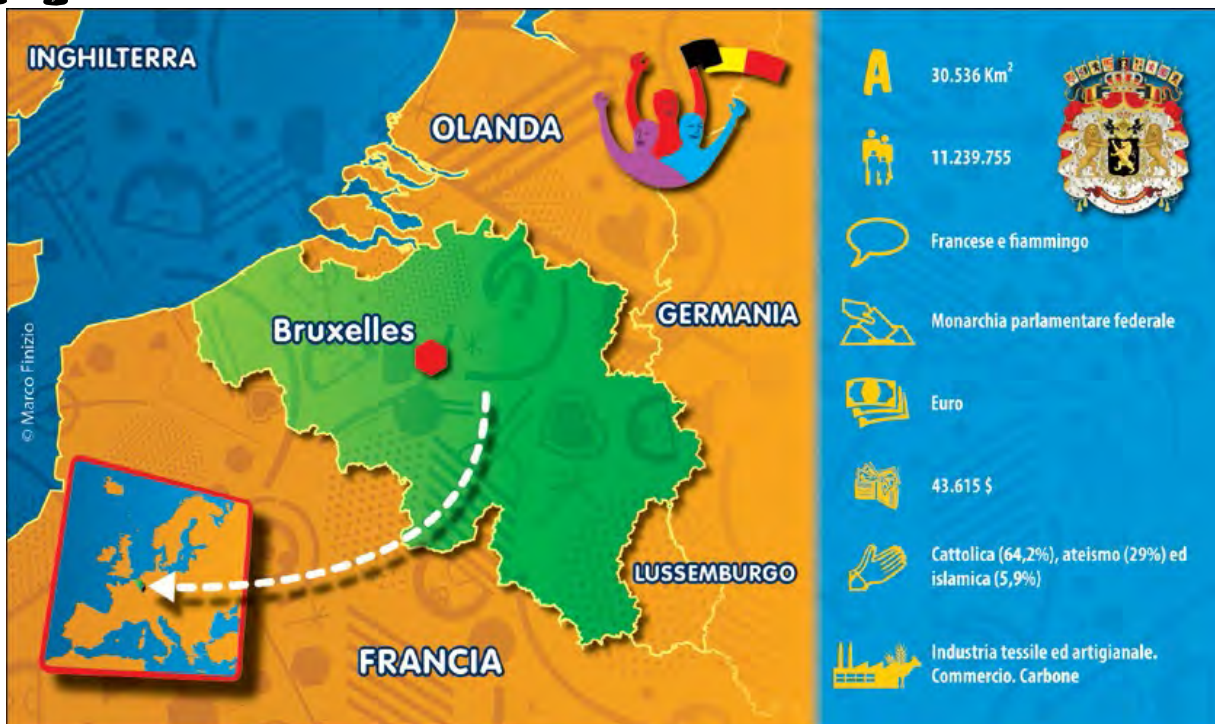 INGHILTERRA
OLANDA
GERMANIA
Bruxelles
LUSSEMBURGO
FRANCIA
© Marco Finizio
A
30.536 Km²
11.239.755
Francese e fiammingo
Monarchia parlamentare federale
Euro
43.615 $
Cattolica (64,2%), ateismo (29%) ed
islamica (5,9%)
Industria tessile ed artigianale.
Commercio. Carbone